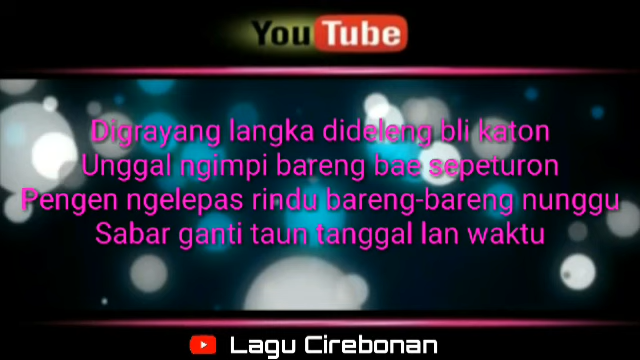 YouTube
Digrayang langka dideleng bli katon
Unggal ngimpi bareng bae sepeturon
Pengen ngelepas rindu bareng-bareng nunggu
Sabar ganti taun tanggal lan waktu
Lagu Cirebonan